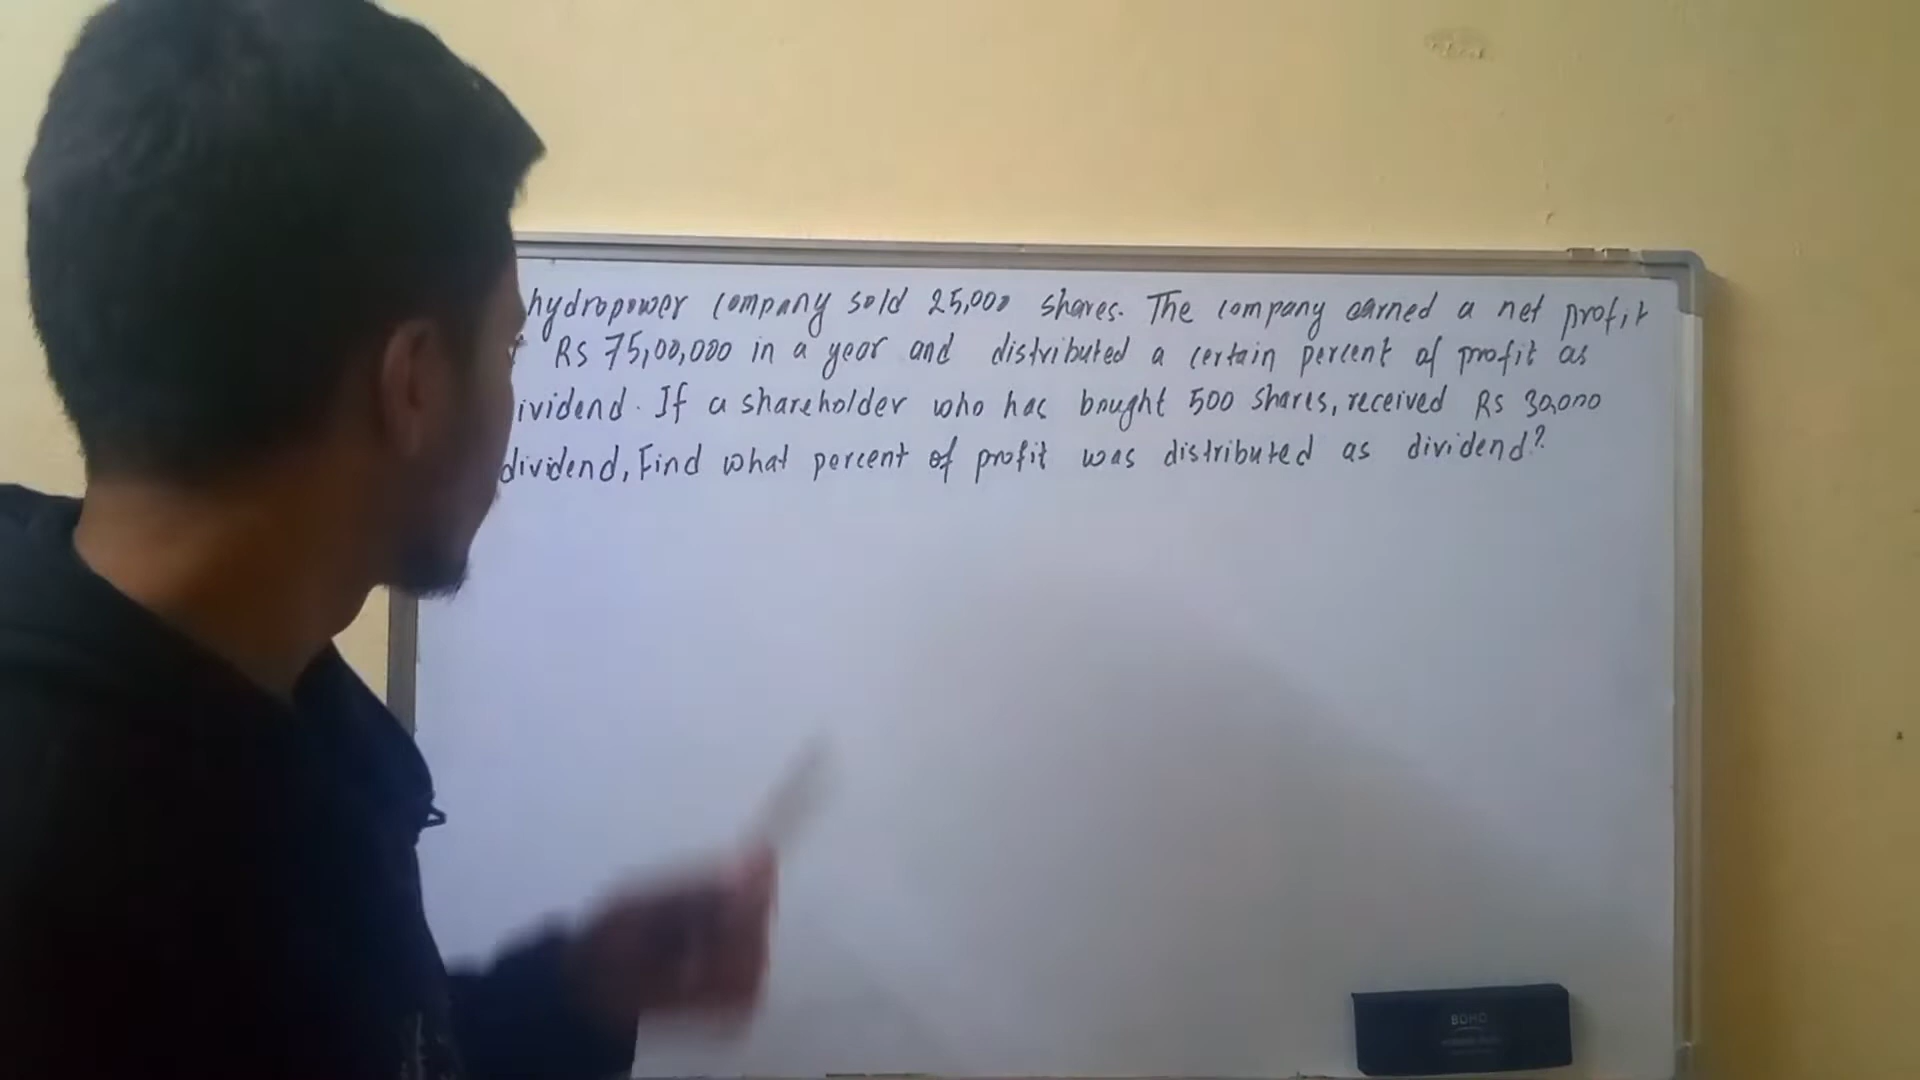 hydropower company sold 25,000 shares. The company earned a net profit
RS 75,00,000 in a year and distributed a certain percent of profit as
ividend. If a shareholder who has bought 500 shares, received Rs 30,000
dividend, Find what percent of profit was distributed as dividend?
BOHO